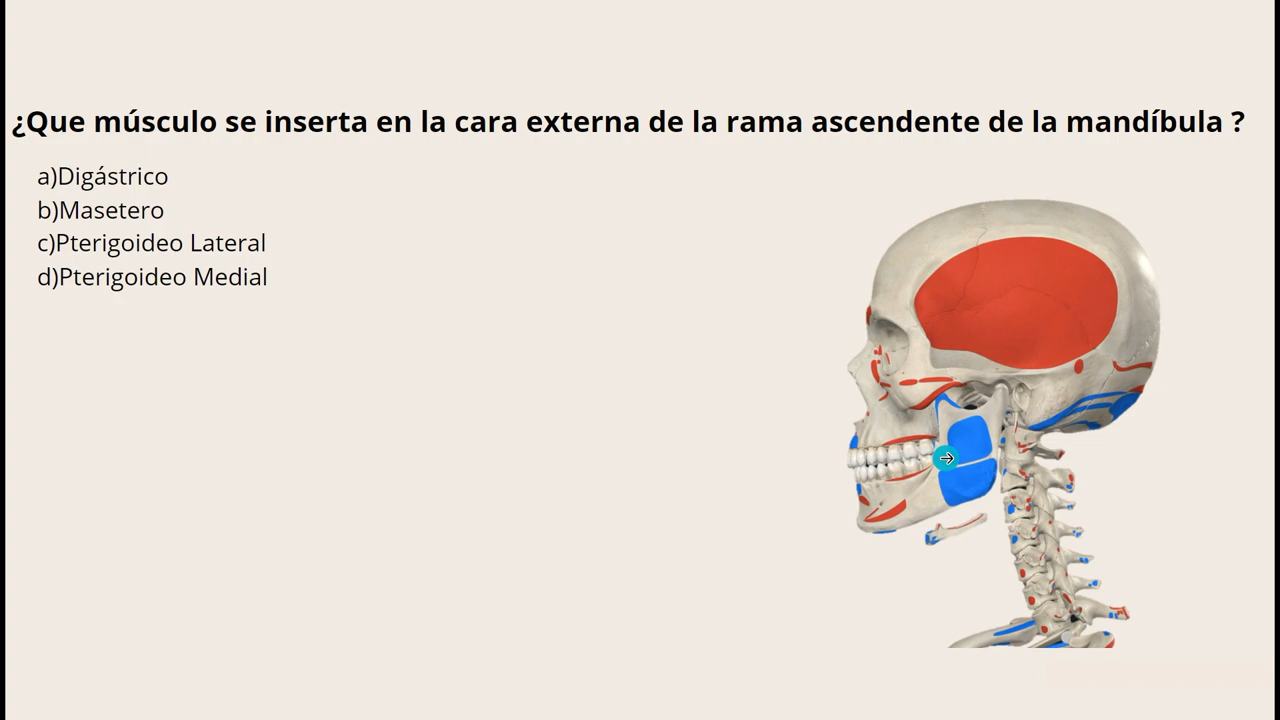 ¿Que músculo se inserta en la cara externa de la rama ascendente de la mandíbula ?
a)Digástrico
b)Masetero
c)Pterigoideo Lateral
d)Pterigoideo Medial